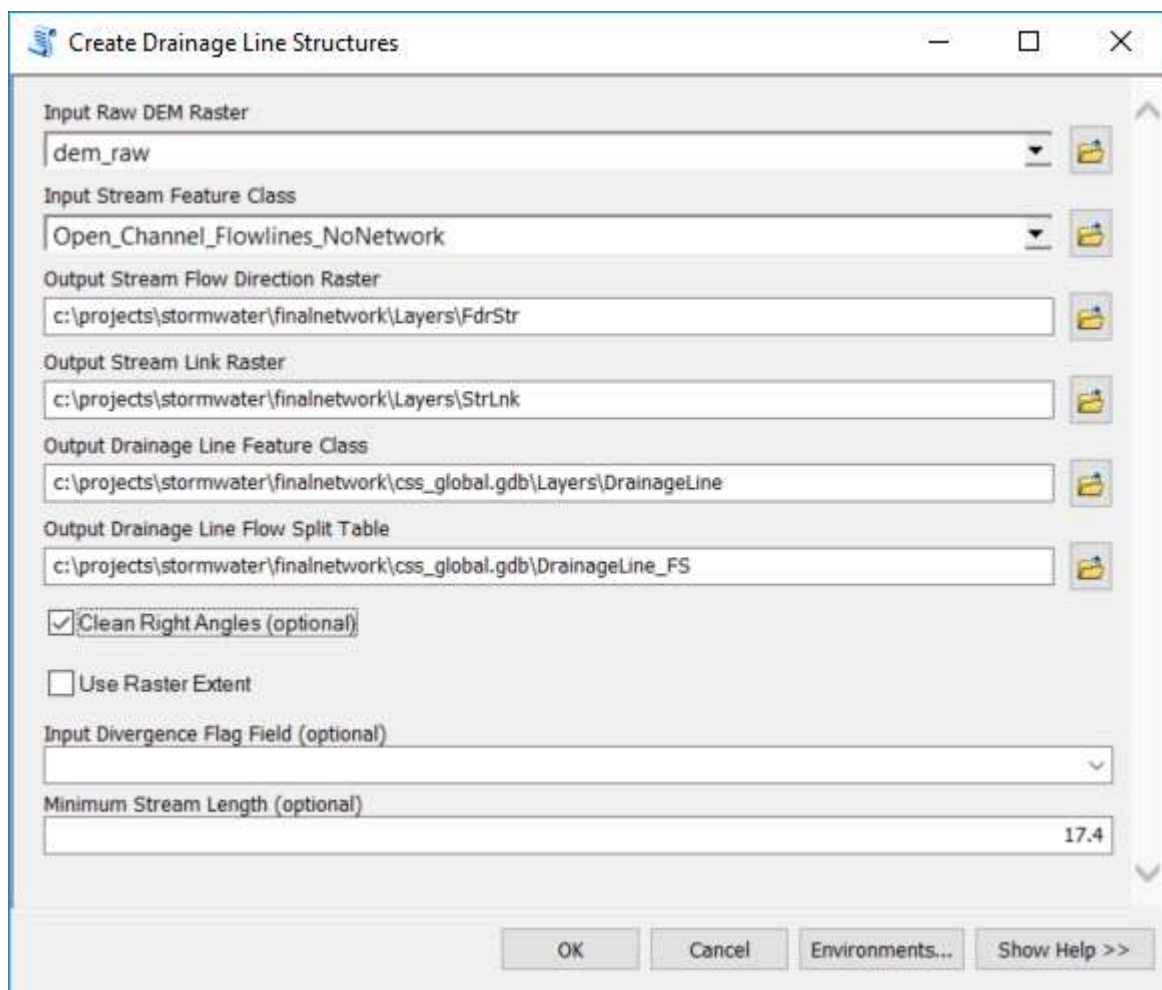 Create Drainage Line Structures
Input Raw DEM Raster
dem_raw
Input Stream Feature Class
Open_Channel_Flowlines_NoNetwork
Output Stream Flow Direction Raster
c:\projects\stormwater\finalnetwork\Layers\FdrStr
Output Stream Link Raster
c:\projects\stormwater\finalnetwork\Layers\StrLnk
Output Drainage Line Feature Class
c:\projects\stormwater\finalnetwork\css_global.gdb\Layers\DrainageLine
Output Drainage Line Flow Split Table
c:\projects\stormwater\finalnetwork\css_global.gdb\DrainageLine_FS
Clean Right Angles (optional)
Use Raster Extent
Input Divergence Flag Field (optional)
Minimum Stream Length (optional)
17.4
OK Cancel Environments... Show Help >>